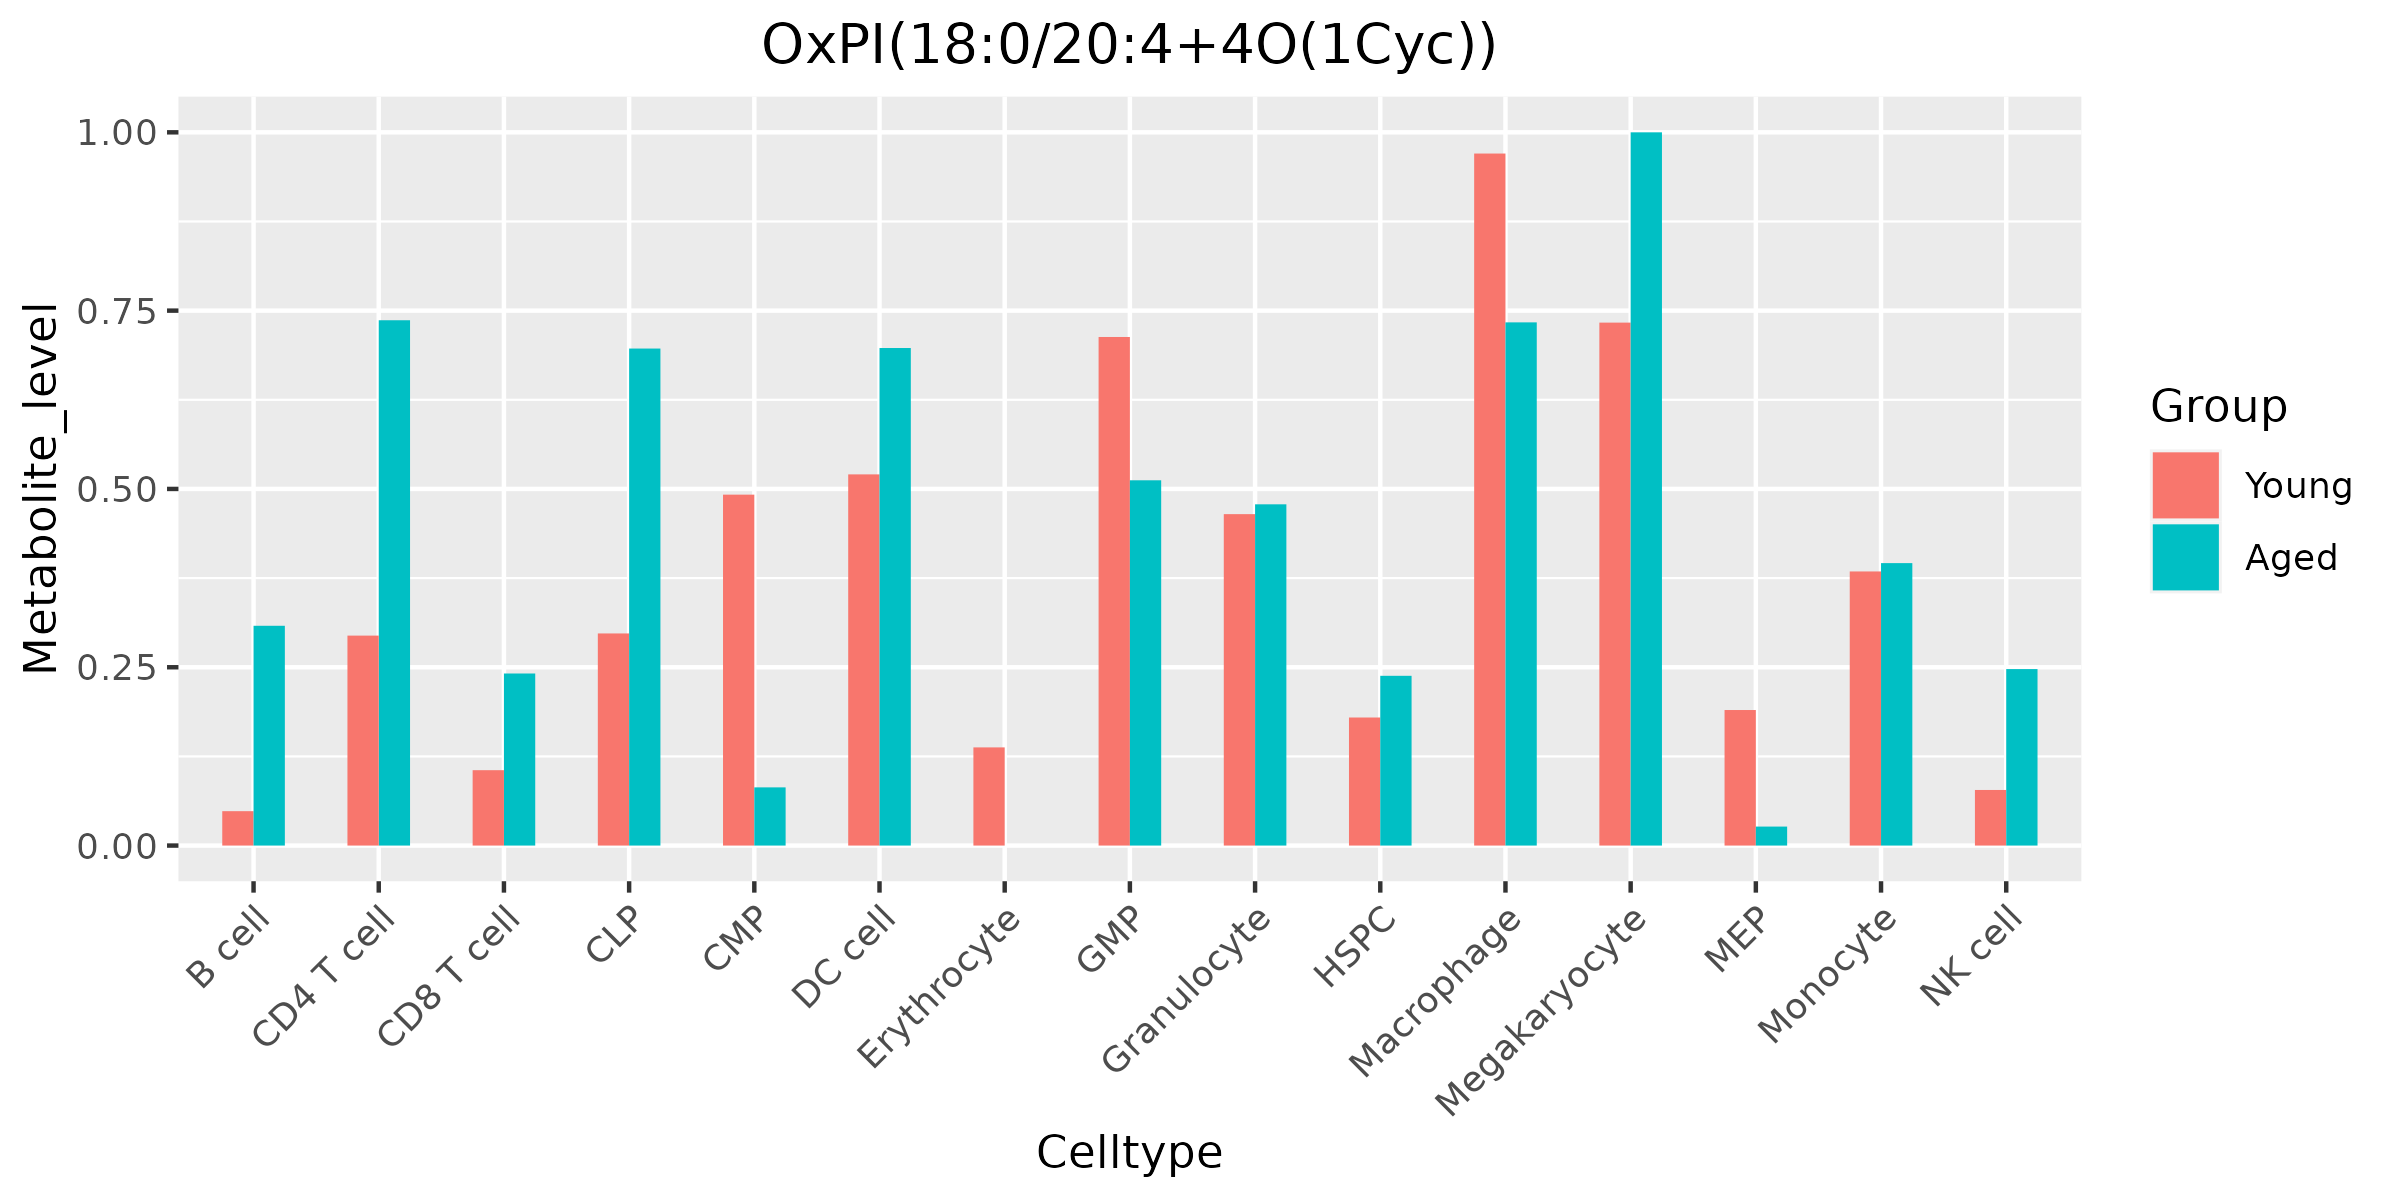 OxPI(18:0/20:4+4O(1Cyc))
Metabolite_level
1.00
0.75
0.50
0.25
0.00
B cell
CD4 T cell
CD8 T cell
CLP
CMP
DC cell
Erythrocyte
GMP
Granulocyte
HSPC
Macrophage
Megakaryocyte
MEP
Monocyte
NK cell
Celltype
Group
Young
Aged